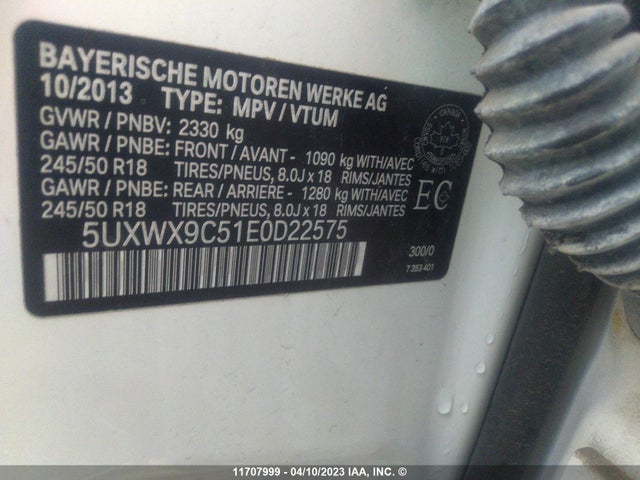 BAYERISCHE MOTOREN WERKE AG
10/2013 TYPE: MPV / VTUM
GVWR / PNBV: 2330 kg
GAWR / PNBE: FRONT / AVANT - 1090 kg WITH/AVEC
245/50 R18 TIRES/PNEUS, 8.0J x 18 RIMS/JANTES
GAWR / PNBE: REAR / ARRIERE - 1280 kg WITH/AVEC
245/50 R18 TIRES/PNEUS, 8.0J x 18 RIMS/JANTES
EC
5UXWX9C51E0D22575
300/0
7 353 401
CANADA
11707999 - 04/10/2023 IAA, INC. ©